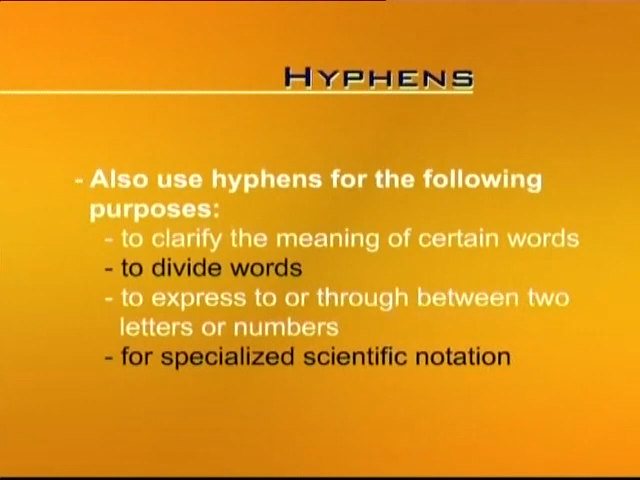 HYPHENS
- Also use hyphens for the following
purposes:
- to clarify the meaning of certain words
- to divide words
- to express to or through between two
letters or numbers
- for specialized scientific notation